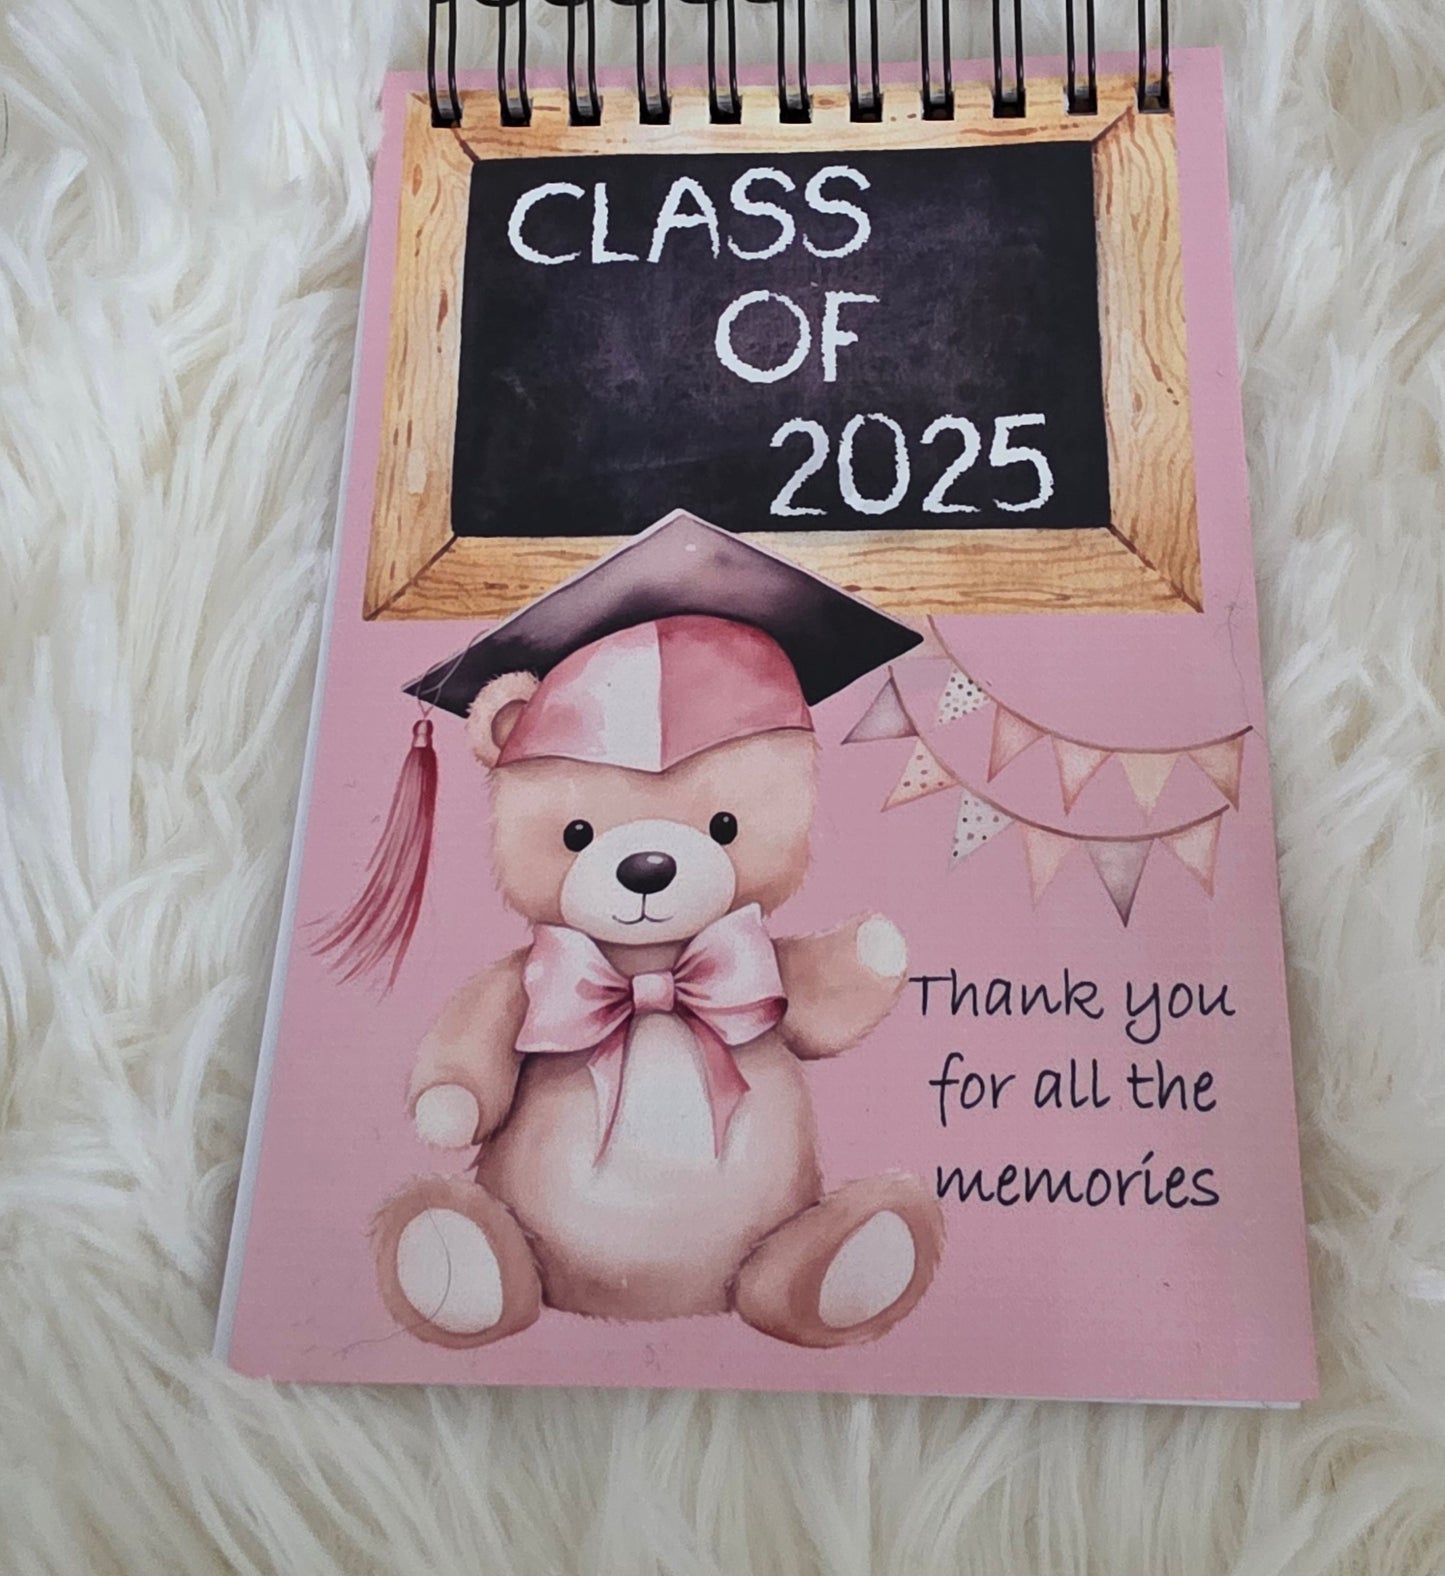 CLASS
OF
2025
Thank you
for all the
memories